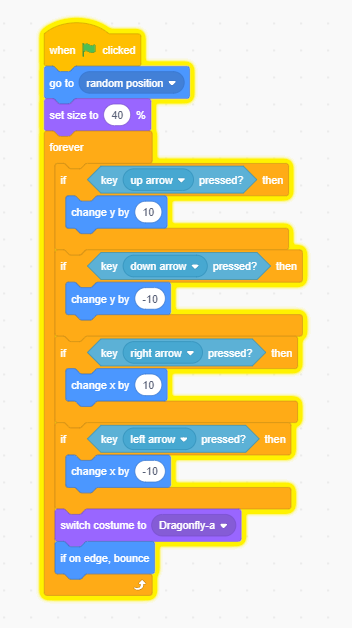 when clicked
go to random position
set size to 40 %
forever
if key up arrow pressed? then
change y by 10
if key down arrow pressed? then
change y by -10
if key right arrow pressed? then
change x by 10
if key left arrow pressed? then
change x by -10
switch costume to Dragonfly-a
if on edge, bounce